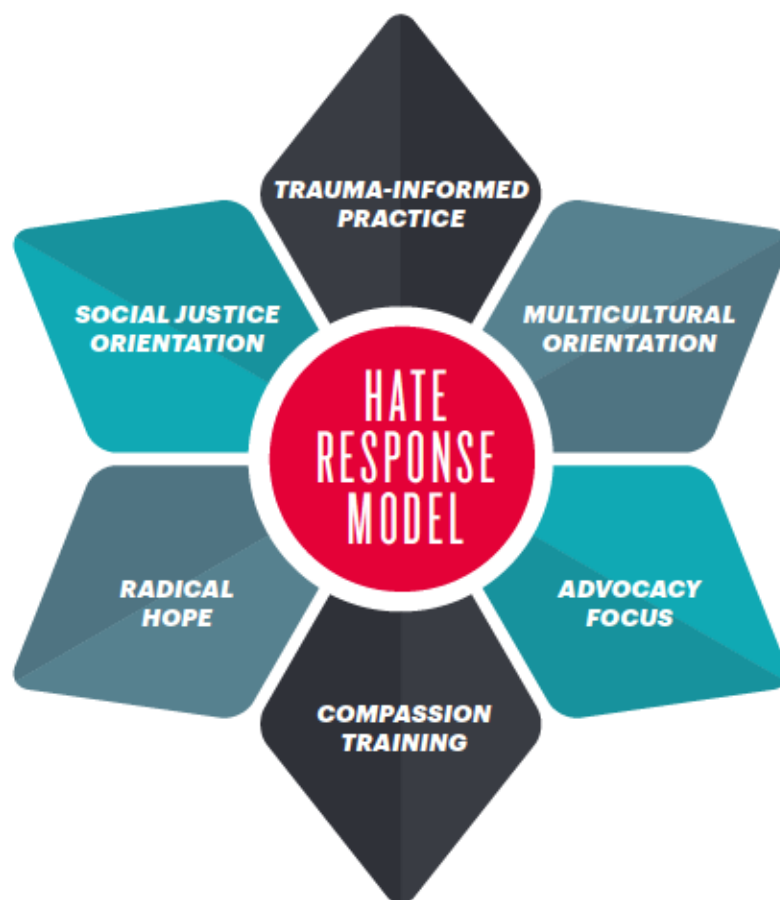 TRAUMA-INFORMED
PRACTICE
SOCIAL JUSTICE
ORIENTATION
MULTICULTURAL
ORIENTATION
HATE
RESPONSE
MODEL
RADICAL
HOPE
ADVOCACY
FOCUS
COMPASSION
TRAINING